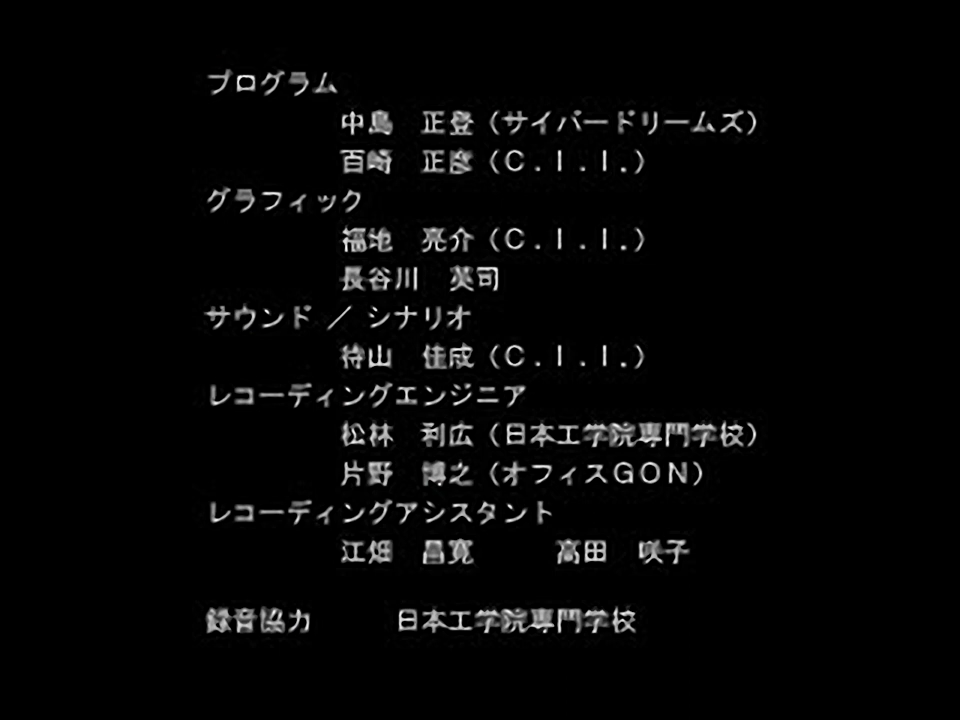 プログラム
中島　正登（サイバードリームズ）
百崎　正彦（Ｃ．Ｉ．Ｉ．）
グラフィック
福地　亮介（Ｃ．Ｉ．Ｉ．）
長谷川　英司
サウンド ／ シナリオ
待山　佳成（Ｃ．Ｉ．Ｉ．）
レコーディングエンジニア
松林　利広（日本工学院専門学校）
片野　博之（オフィスＧＯＮ）
レコーディングアシスタント
江畑　昌寛　　　高田　咲子
録音協力　　　日本工学院専門学校